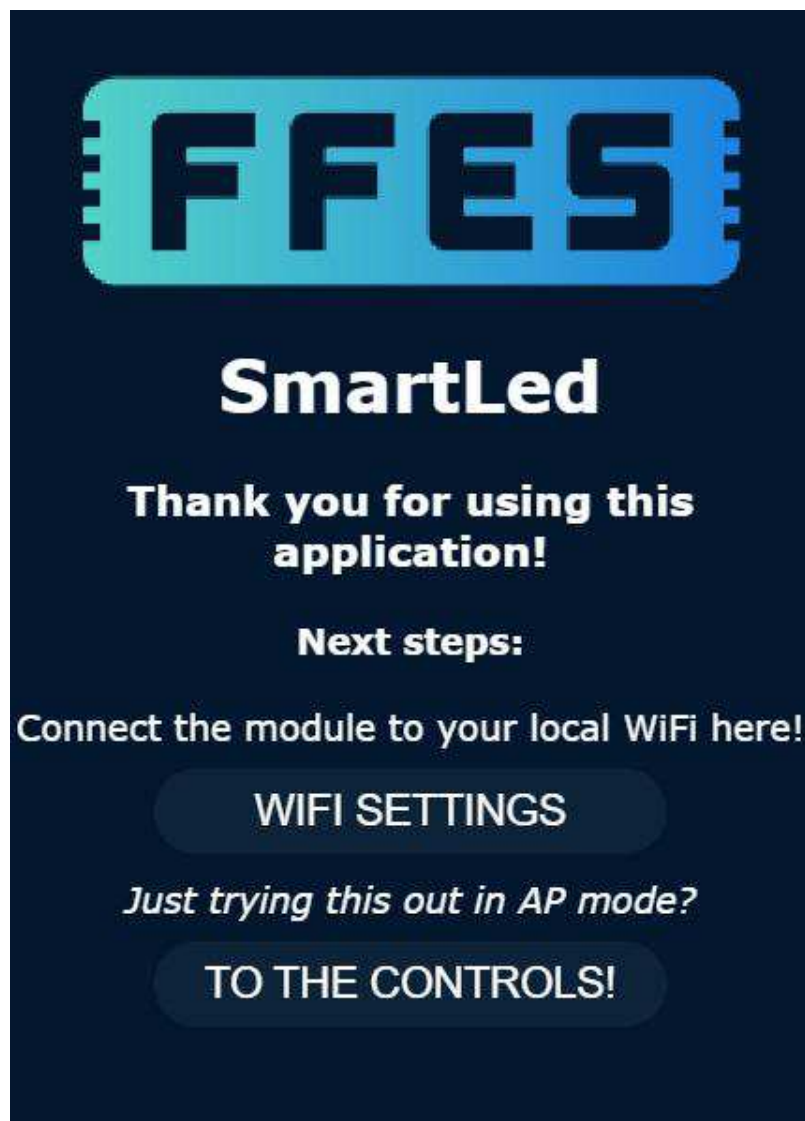 FFES
SmartLed
Thank you for using this
application!
Next steps:
Connect the module to your local WiFi here!
WIFI SETTINGS
Just trying this out in AP mode?
TO THE CONTROLS!